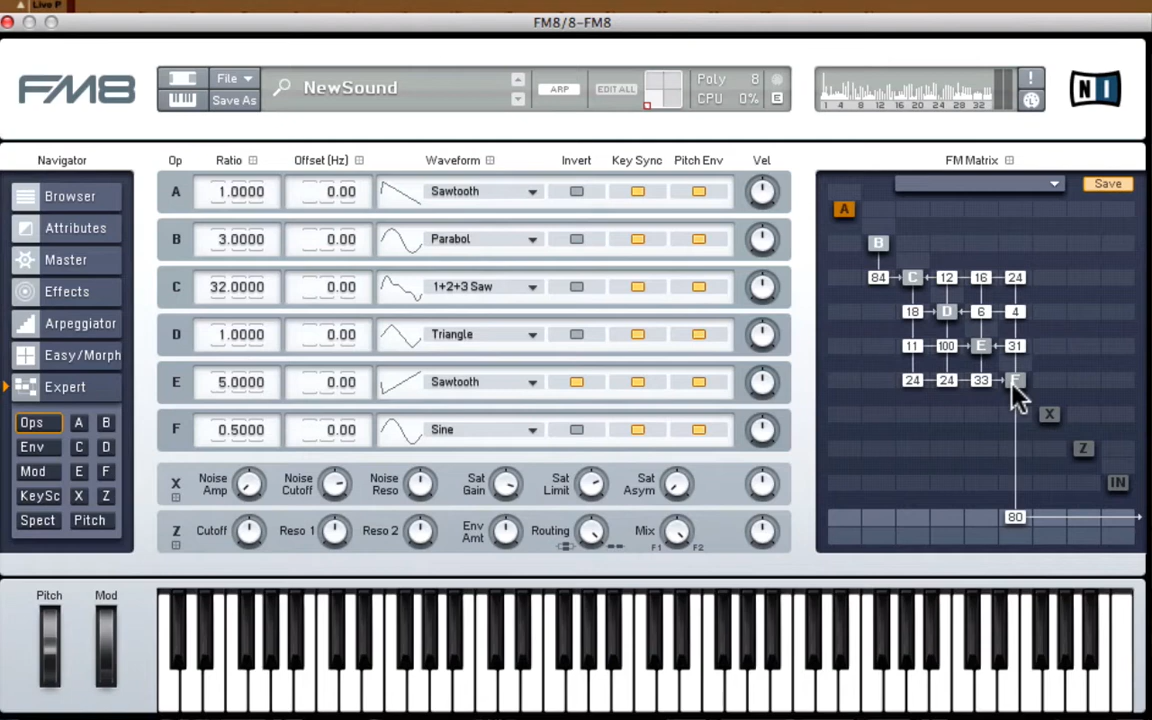 Live P
FM8/8-FM8
FM8
File
Save As
NewSound
ARP
EDIT ALL
Poly 8
CPU 0%
E
1 4 8 12 16 20 24 28 32
!
NI
Navigator
Browser
Attributes
Master
Effects
Arpeggiator
Easy/Morph
Expert
Ops A B
Env C D
Mod E F
KeySc X Z
Spect Pitch
Op Ratio Offset (Hz) Waveform Invert Key Sync Pitch Env Vel
A 1.0000 0.00 Sawtooth
B 3.0000 0.00 Parabol
C 32.0000 0.00 1+2+3 Saw
D 1.0000 0.00 Triangle
E 5.0000 0.00 Sawtooth
F 0.5000 0.00 Sine
X Noise Amp Noise Cutoff Noise Reso Sat Gain Sat Limit Sat Asym
Z Cutoff Reso 1 Reso 2 Env Amt Routing Mix
F1 F2
FM Matrix
Save
A
B
84 C 12 16 24
18 D 6 4
11 100 E 31
24 24 33 F
X
Z
IN
80
Pitch Mod